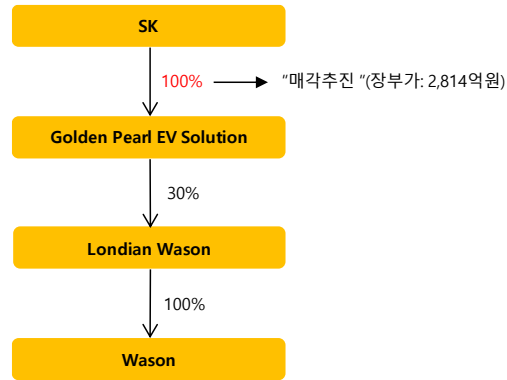 SK
100% “매각추진 ”(장부가: 2,814억원)
Golden Pearl EV Solution
30%
Londian Wason
100%
Wason